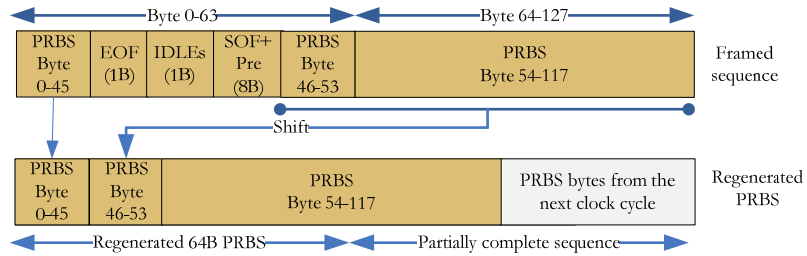 Byte 0-63
Byte 64-127
PRBS
Byte
0-45
EOF
(1B)
IDLEs
(1B)
SOF+
Pre
(8B)
PRBS
Byte
46-53
PRBS
Byte 54-117
Framed
sequence
Shift
PRBS
Byte
0-45
PRBS
Byte
46-53
PRBS
Byte 54-117
PRBS bytes from the
next clock cycle
Regenerated
PRBS
Regenerated 64B PRBS
Partially complete sequence